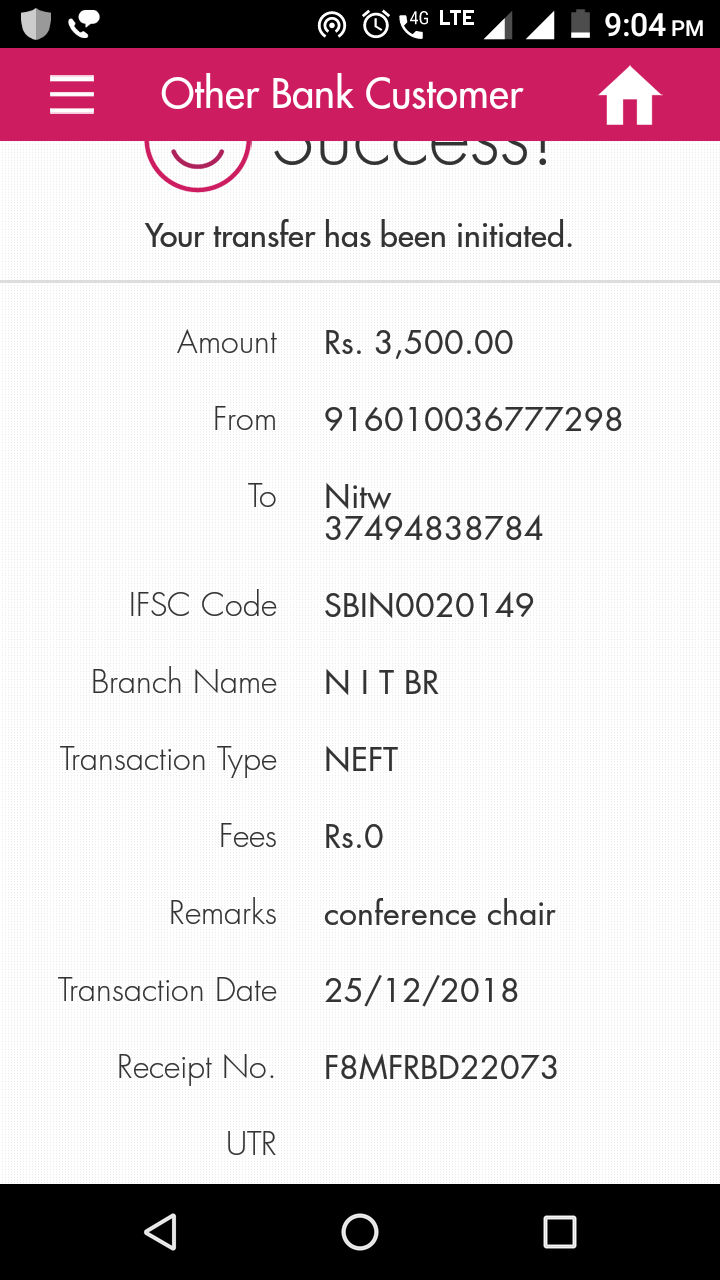 4G LTE 9:04 PM
Other Bank Customer
Success!
Your transfer has been initiated.
Amount Rs. 3,500.00
From 916010036777298
To Nitw
37494838784
IFSC Code SBIN0020149
Branch Name N I T BR
Transaction Type NEFT
Fees Rs.0
Remarks conference chair
Transaction Date 25/12/2018
Receipt No. F8MFRBD22073
UTR